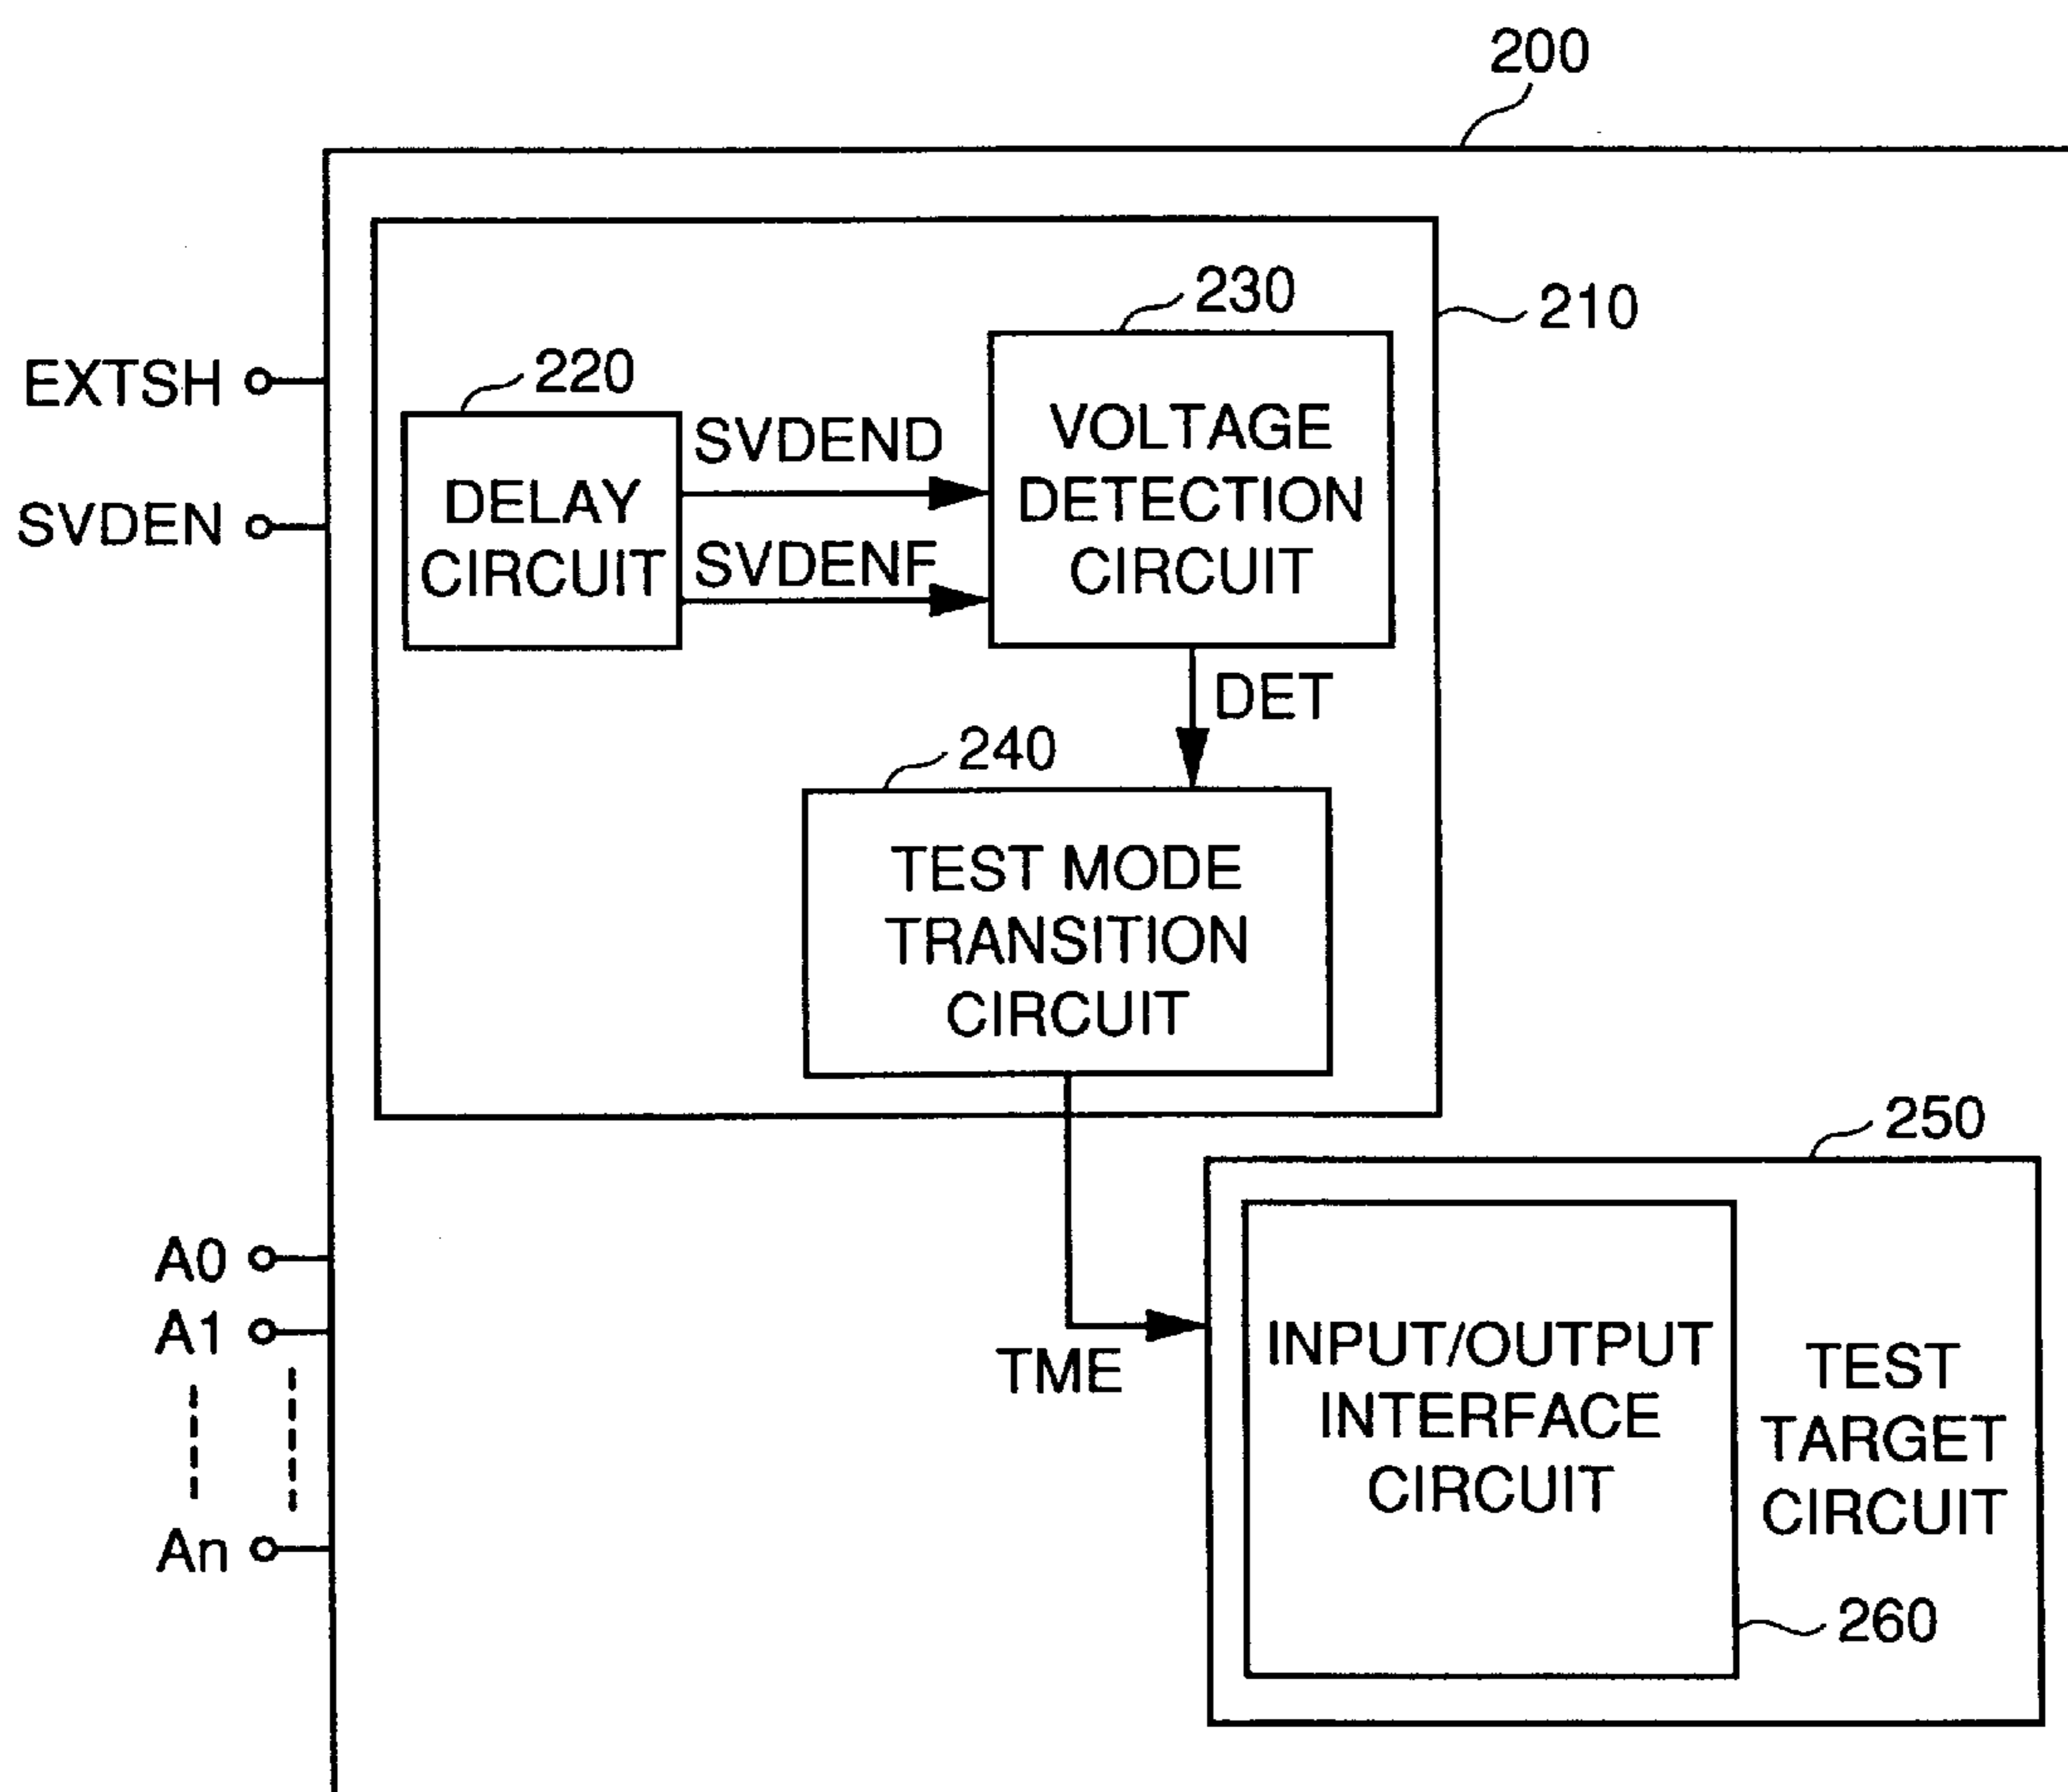 200
230
210
EXTSH
220
SVDEND
VOLTAGE
DETECTION
CIRCUIT
DELAY
CIRCUIT
SVDEN
SVDENF
DET
240
TEST MODE
TRANSITION
CIRCUIT
250
A0
A1
An
TME
INPUT/OUTPUT
INTERFACE
CIRCUIT
TEST
TARGET
CIRCUIT
260